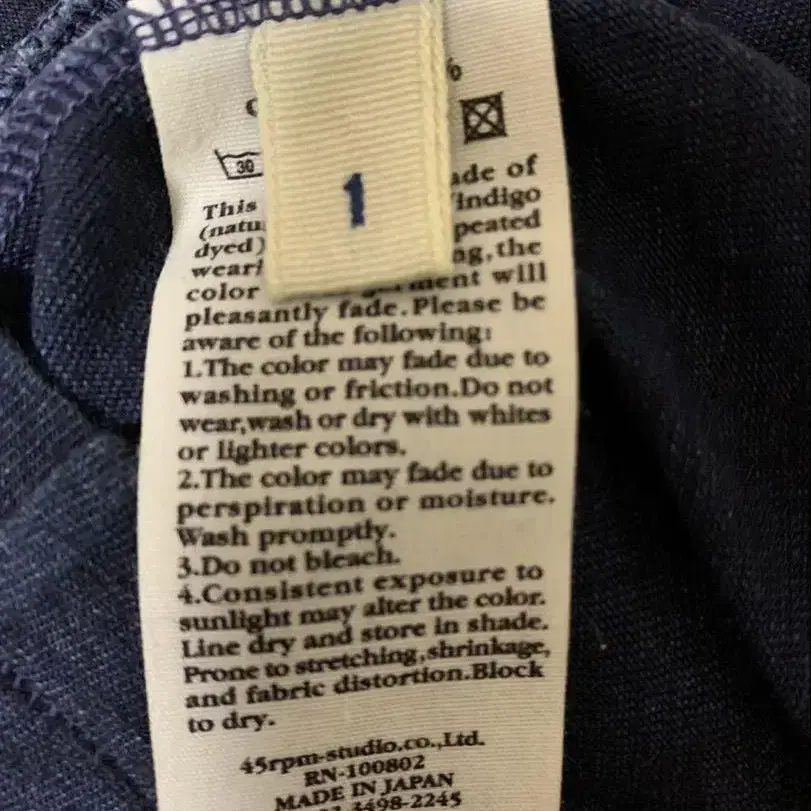 %
30
1
This ade of
(natu Indigo
dyed) peated
wear ng,the
color ment will
pleasantly fade.Please be
aware of the following:
1.The color may fade due to
washing or friction.Do not
wear,wash or dry with whites
or lighter colors.
2.The color may fade due to
perspiration or moisture.
Wash promptly.
3.Do not bleach.
4.Consistent exposure to
sunlight may alter the color.
Line dry and store in shade.
Prone to stretching,shrinkage,
and fabric distortion.Block
to dry.
45rpm-studio.co.,Ltd.
RN-100802
MADE IN JAPAN
3498-2245